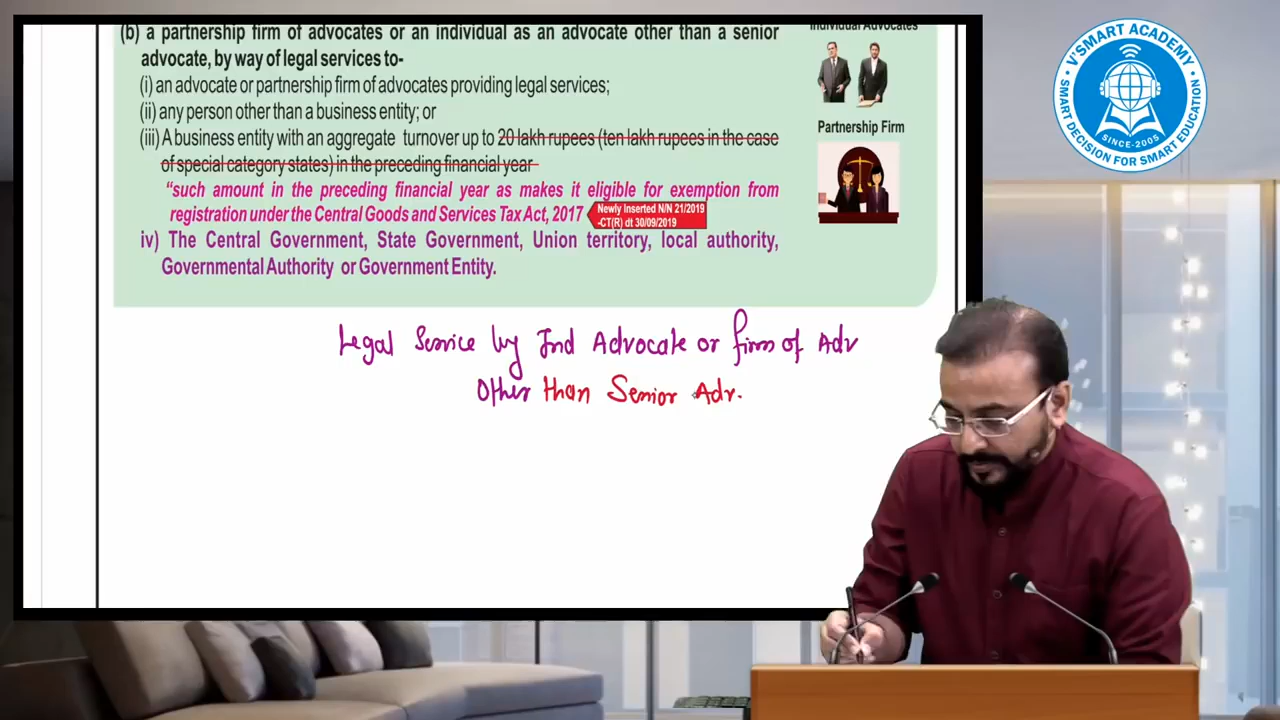 Individual Advocates
(b) a partnership firm of advocates or an individual as an advocate other than a senior
advocate, by way of legal services to-
(i) an advocate or partnership firm of advocates providing legal services;
(ii) any person other than a business entity; or
(iii) A business entity with an aggregate turnover up to 20 lakh rupees (ten lakh rupees in the case
of special category states) in the preceding financial year
"such amount in the preceding financial year as makes it eligible for exemption from
registration under the Central Goods and Services Tax Act, 2017
Newly Inserted N/N 21/2019
-CT(R) dt 30/09/2019
iv) The Central Government, State Government, Union territory, local authority,
Governmental Authority or Government Entity.
Partnership Firm
Legal Service by Ind Advocate or firm of Adv
Other than Senior Adv.
V'SMART ACADEMY
SINCE-2005
SMART DECISION FOR SMART EDUCATION